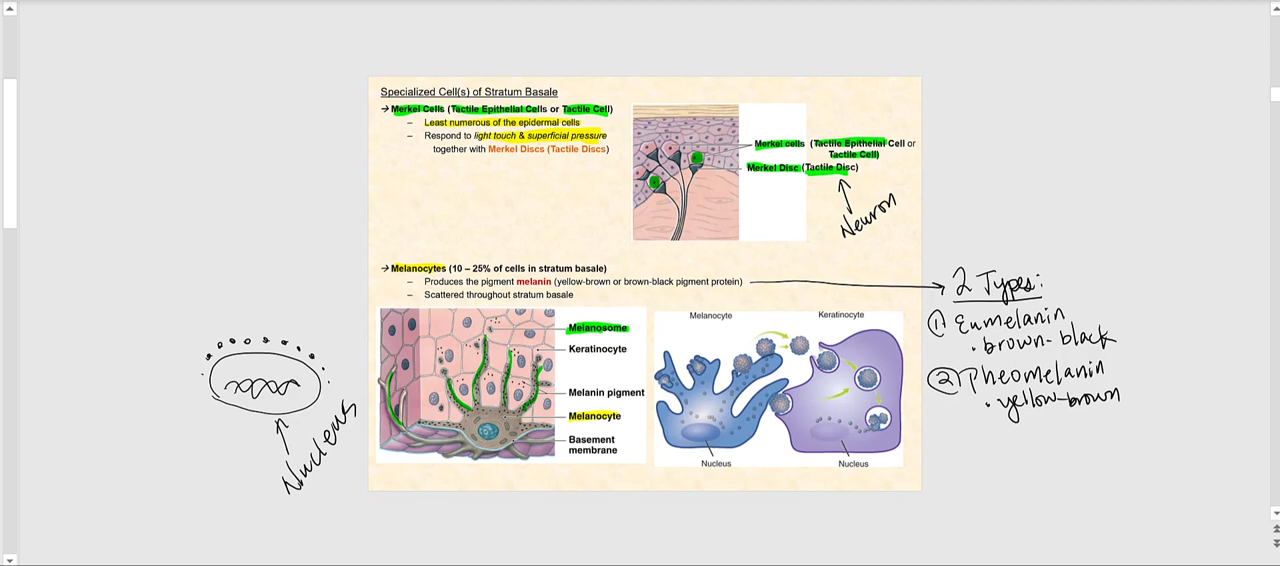 Specialized Cell(s) of Stratum Basale
→ Merkel Cells (Tactile Epithelial Cells or Tactile Cell)
– Least numerous of the epidermal cells
– Respond to light touch & superficial pressure
together with Merkel Discs (Tactile Discs)
Merkel cells (Tactile Epithelial Cell or
Tactile Cell)
Merkel Disc (Tactile Disc)
Neuron
→ Melanocytes (10 – 25% of cells in stratum basale)
– Produces the pigment melanin (yellow-brown or brown-black pigment protein)
– Scattered throughout stratum basale
2 Types:
① Eumelanin
· brown-black
② Pheomelanin
· yellow-brown
Melanosome
Keratinocyte
Melanin pigment
Melanocyte
Basement
membrane
Melanocyte
Keratinocyte
Nucleus
Nucleus
Nucleus